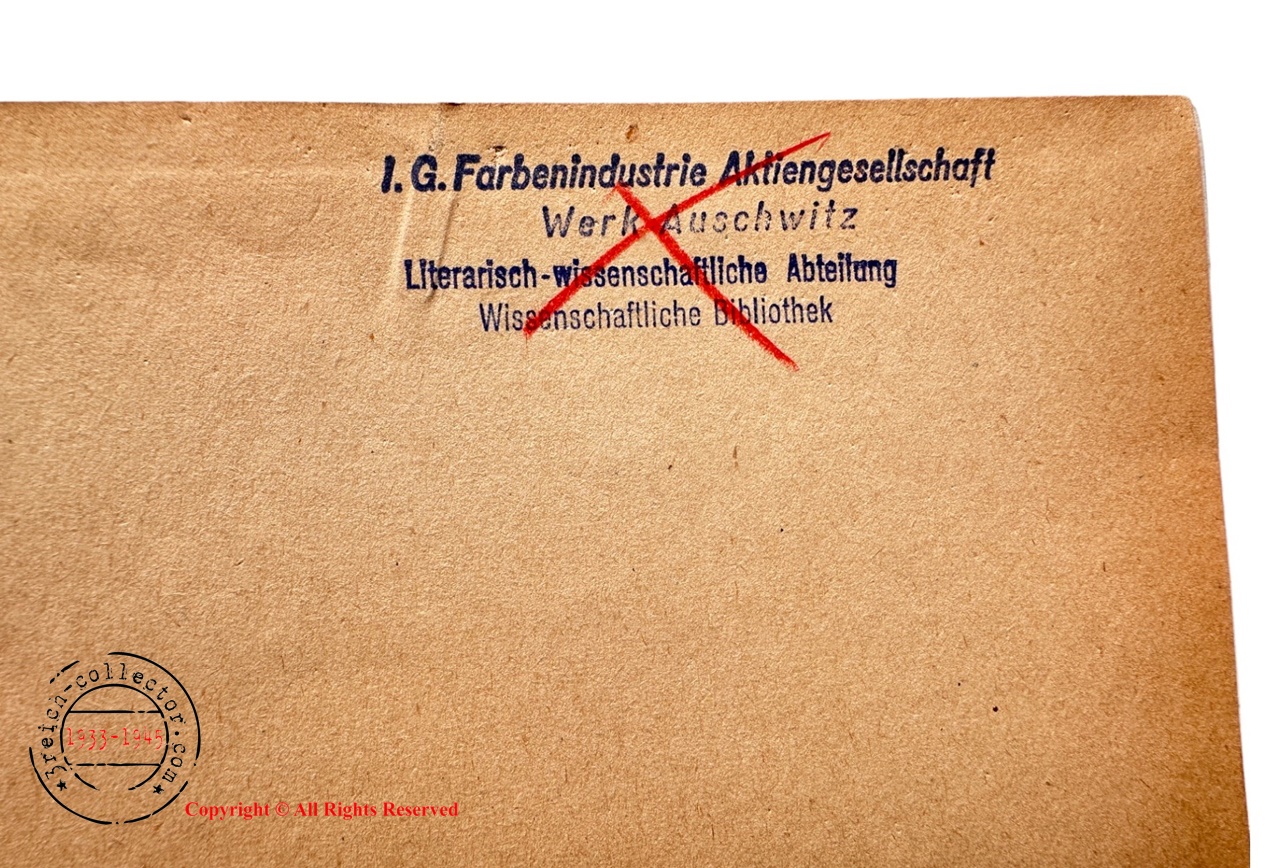 I. G. Farbenindustrie Aktiengesellschaft
Werk Auschwitz
Literarisch-wissenschaftliche Abteilung
Wissenschaftliche Bibliothek
3reich-collector.com
1933-1945
Copyright © All Rights Reserved